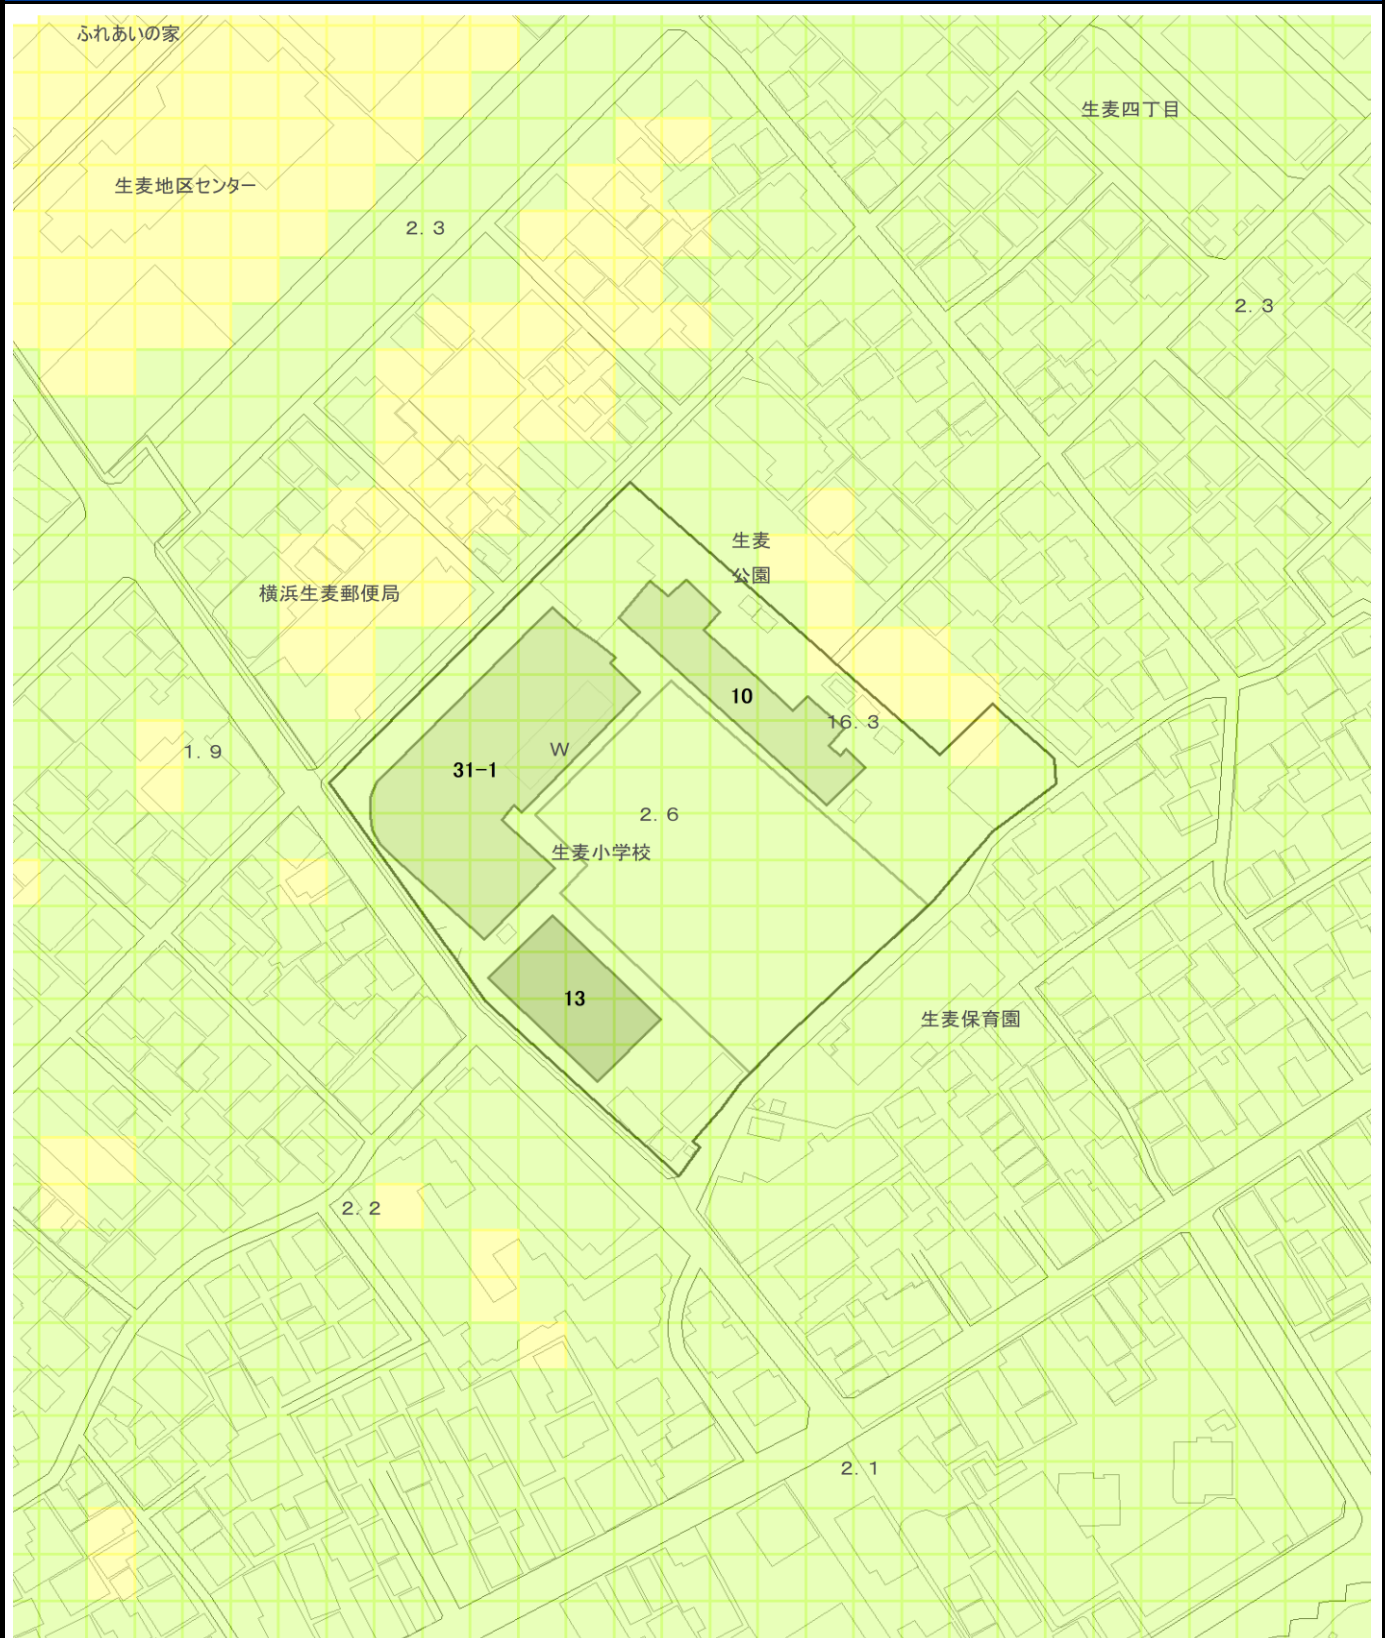 ふれあいの家
生麦四丁目
生麦地区センター
2.3
2.3
生麦
公園
横浜生麦郵便局
10
16.3
1.9
W
31-1
2.6
生麦小学校
13
生麦保育園
2.2
2.1